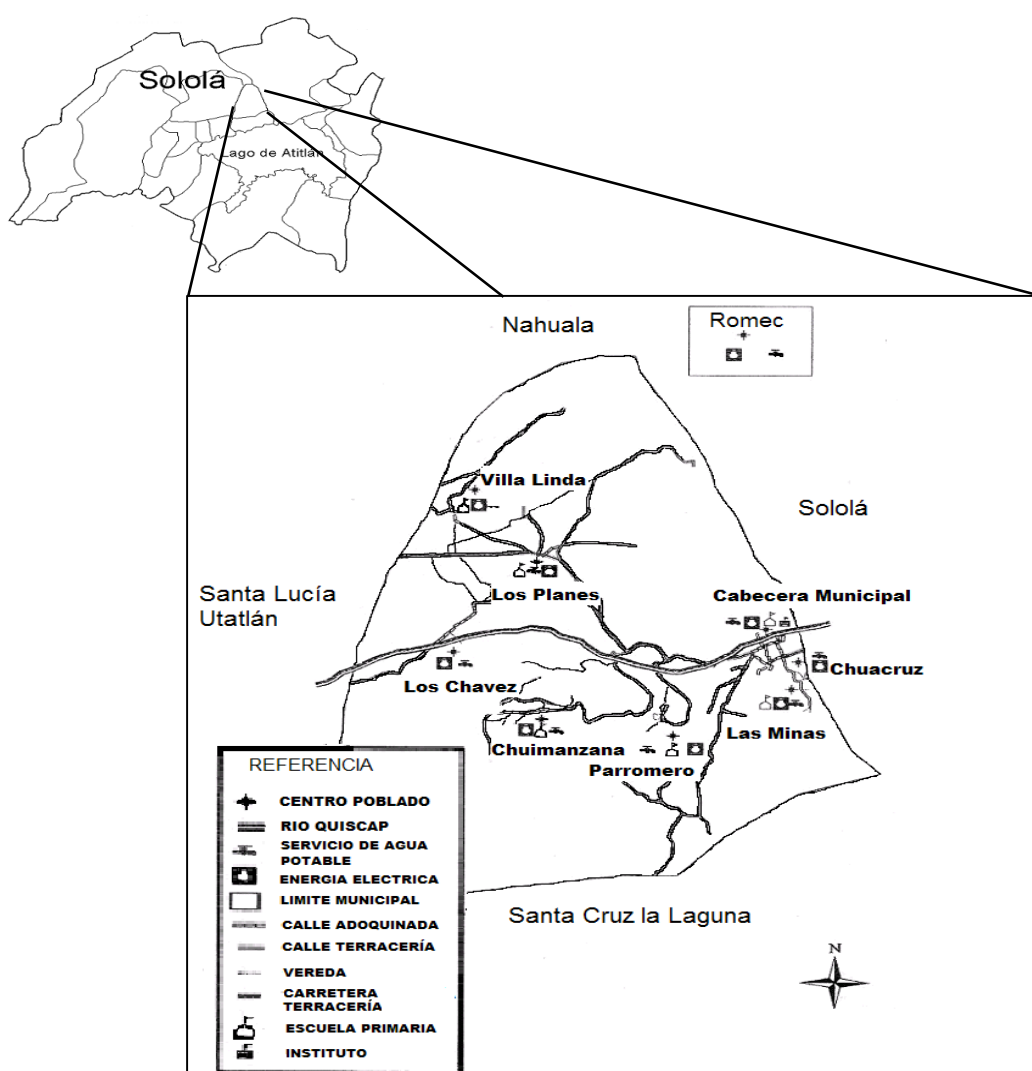 Sololá
Lago de Atitlán
Nahuala
Romec
Villa Linda
Sololá
Santa Lucía
Utatlán
Los Planes
Cabecera Municipal
Chuacruz
Los Chavez
Las Minas
Chuimanzana
Parromero
REFERENCIA
CENTRO POBLADO
RIO QUISCAP
SERVICIO DE AGUA
POTABLE
ENERGIA ELECTRICA
LIMITE MUNICIPAL
CALLE ADOQUINADA
CALLE TERRACERÍA
VEREDA
CARRETERA
TERRACERÍA
ESCUELA PRIMARIA
INSTITUTO
Santa Cruz la Laguna
N